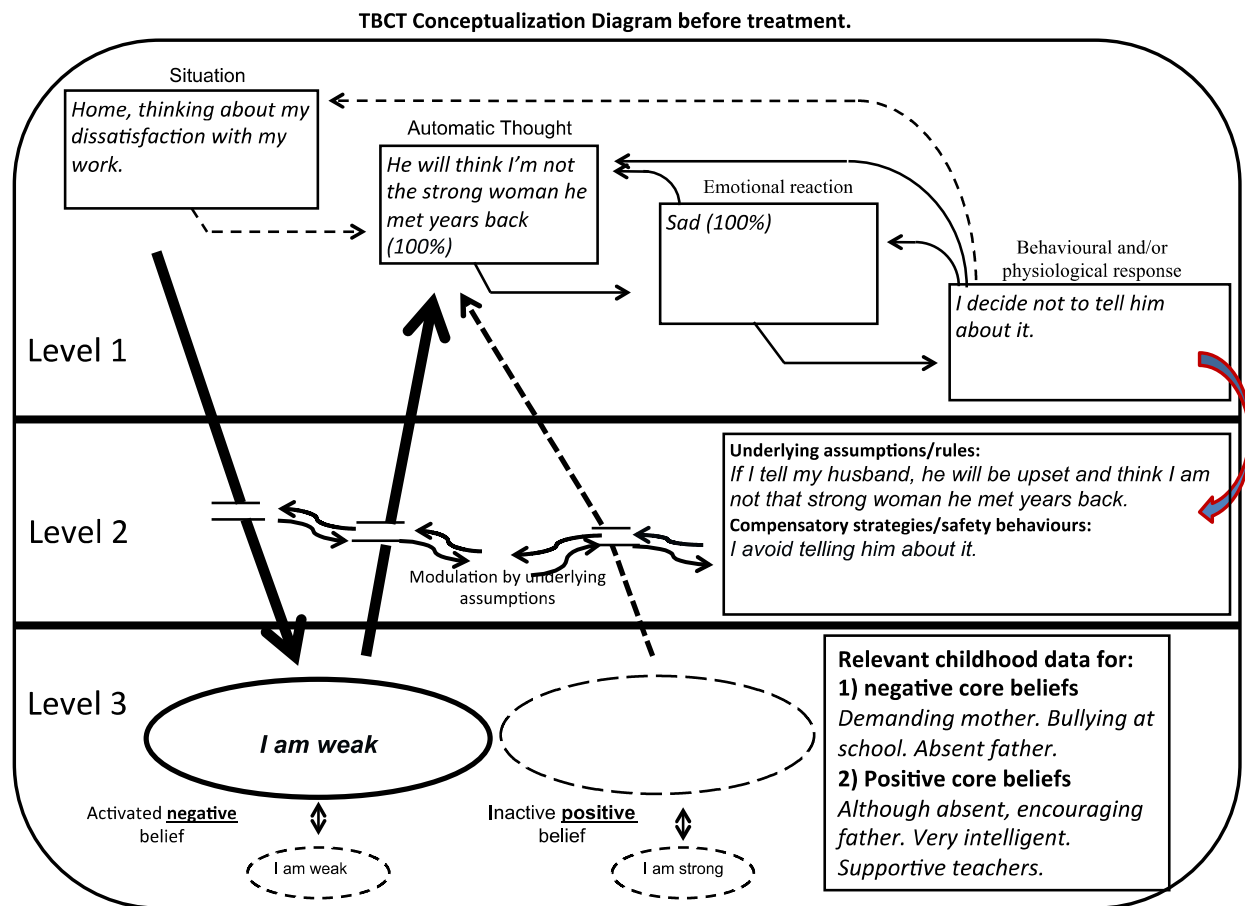 TBCT Conceptualization Diagram before treatment.
Situation
Home, thinking about my
dissatisfaction with my
work.
Automatic Thought
He will think I’m not
the strong woman he
met years back
(100%)
Emotional reaction
Sad (100%)
Behavioural and/or
physiological response
I decide not to tell him
about it.
Level 1
Level 2
Modulation by underlying
assumptions
Underlying assumptions/rules:
If I tell my husband, he will be upset and think I am
not that strong woman he met years back.
Compensatory strategies/safety behaviours:
I avoid telling him about it.
Level 3
I am weak
Activated negative
belief
I am weak
Inactive positive
belief
I am strong
Relevant childhood data for:
1) negative core beliefs
Demanding mother. Bullying at
school. Absent father.
2) Positive core beliefs
Although absent, encouraging
father. Very intelligent.
Supportive teachers.